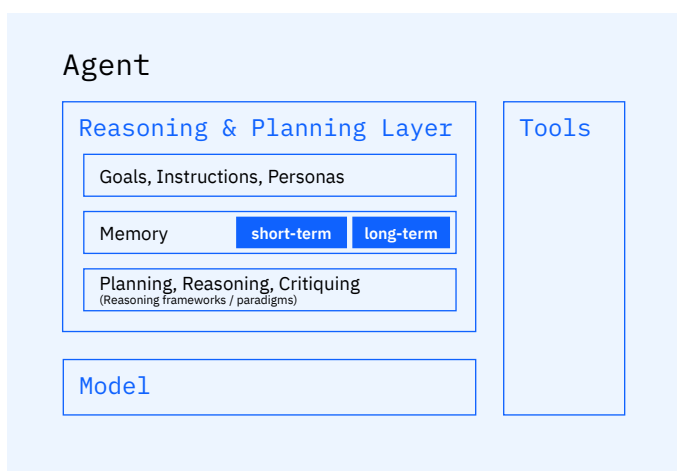 Agent
Reasoning & Planning Layer
Tools
Goals, Instructions, Personas
Memory
short-term
long-term
Planning, Reasoning, Critiquing
(Reasoning frameworks / paradigms)
Model